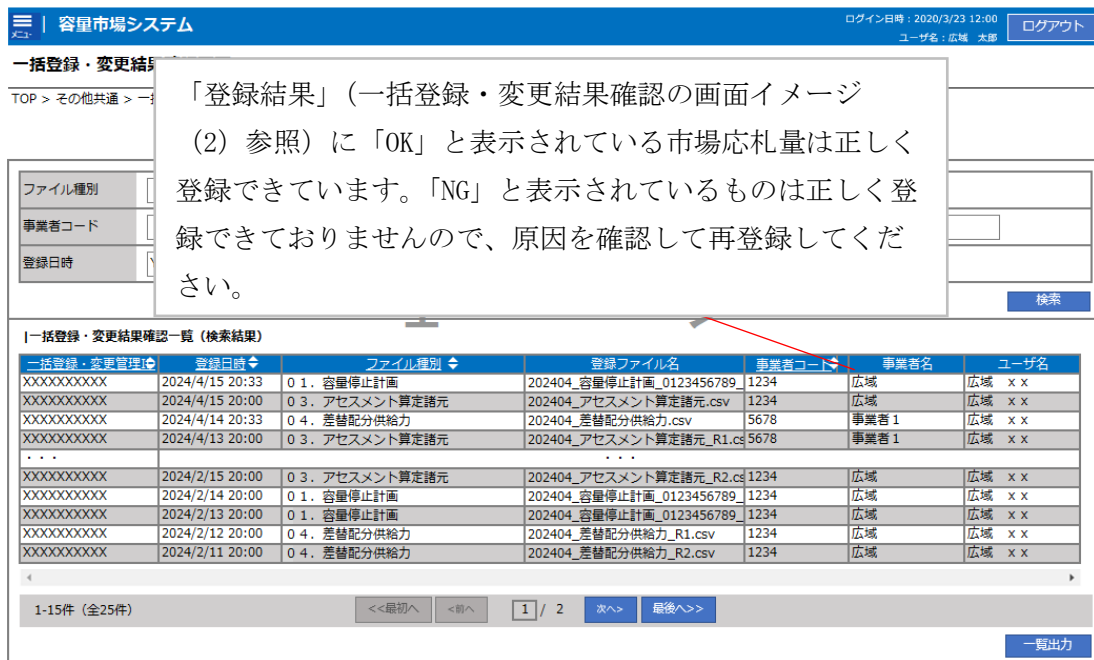 メニュー | 容量市場システム ログイン日時：2020/3/23 12:00 ログアウト
ユーザ名：広域 太郎
一括登録・変更結果
TOP > その他共通 >
「登録結果」(一括登録・変更結果確認の画面イメージ
(2) 参照) に「OK」と表示されている市場応札量は正しく
登録できています。「NG」と表示されているものは正しく登
録できておりませんので、原因を確認して再登録してくだ
さい。
ファイル種別
事業者コード
登録日時
検索
|一括登録・変更結果確認一覧（検索結果）
一括登録・変更管理I 登録日時 ファイル種別 登録ファイル名 事業者コード 事業者名 ユーザ名
XXXXXXXXXX 2024/4/15 20:33 ０１．容量停止計画 202404_容量停止計画_0123456789_ 1234 広域 広域 ｘｘ
XXXXXXXXXX 2024/4/15 20:00 ０３．アセスメント算定諸元 202404_アセスメント算定諸元.csv 1234 広域 広域 ｘｘ
XXXXXXXXXX 2024/4/14 20:33 ０４．差替配分供給力 202404_差替配分供給力.csv 5678 事業者１ 広域 ｘｘ
XXXXXXXXXX 2024/4/13 20:00 ０３．アセスメント算定諸元 202404_アセスメント算定諸元_R1.cs 5678 事業者１ 広域 ｘｘ
・・・ ・・・
XXXXXXXXXX 2024/2/15 20:00 ０３．アセスメント算定諸元 202404_アセスメント算定諸元_R2.cs 1234 広域 広域 ｘｘ
XXXXXXXXXX 2024/2/14 20:00 ０１．容量停止計画 202404_容量停止計画_0123456789_ 1234 広域 広域 ｘｘ
XXXXXXXXXX 2024/2/13 20:00 ０１．容量停止計画 202404_容量停止計画_0123456789_ 1234 広域 広域 ｘｘ
XXXXXXXXXX 2024/2/12 20:00 ０４．差替配分供給力 202404_差替配分供給力_R1.csv 1234 広域 広域 ｘｘ
XXXXXXXXXX 2024/2/11 20:00 ０４．差替配分供給力 202404_差替配分供給力_R2.csv 1234 広域 広域 ｘｘ
1-15件（全25件） <<最初へ <前へ 1 / 2 次へ> 最後へ>>
一覧出力